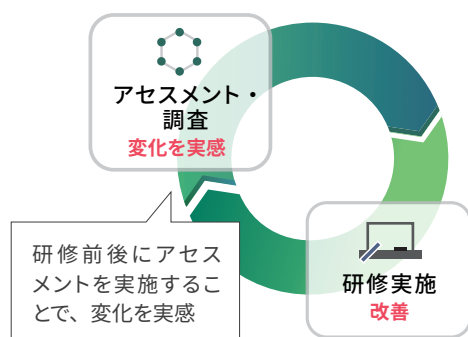 アセスメント・
調査
変化を実感
研修前後にアセス
メントを実施するこ
とで、変化を実感
研修実施
改善